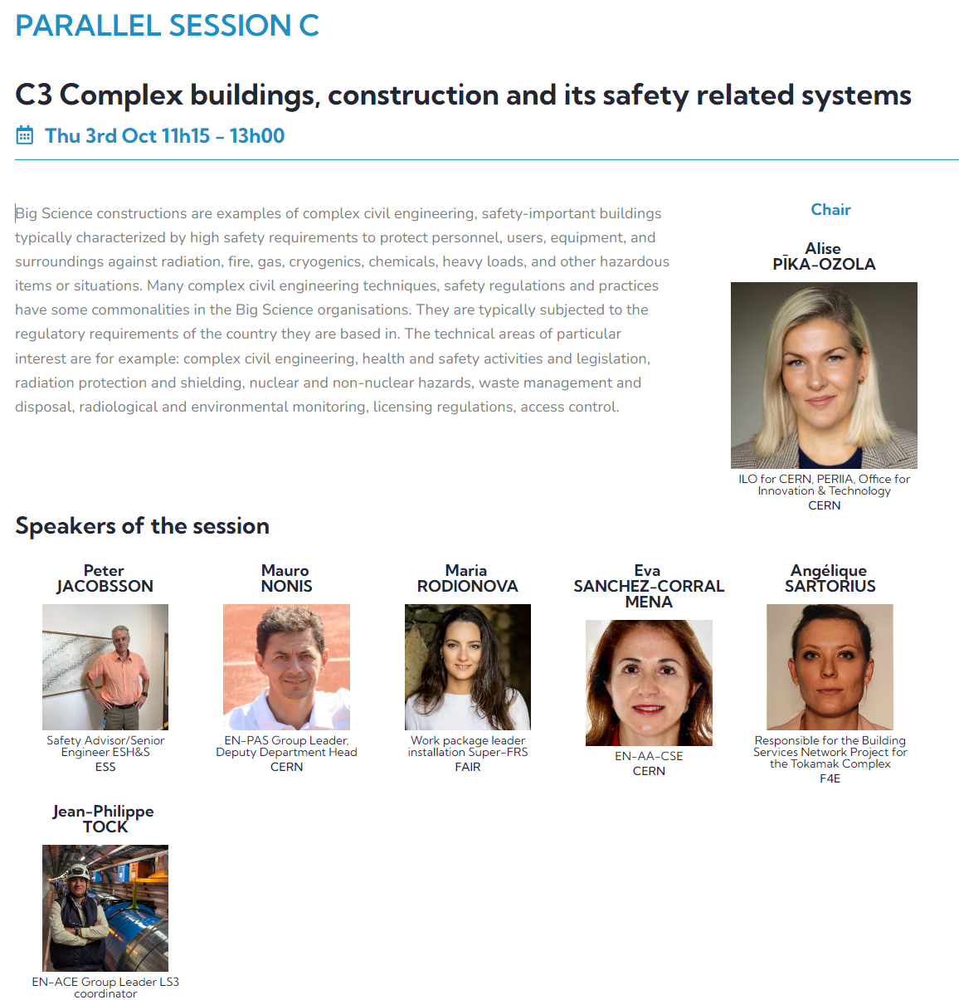 PARALLEL SESSION C
C3 Complex buildings, construction and its safety related systems
Thu 3rd Oct 11h15 - 13h00
Big Science constructions are examples of complex civil engineering, safety-important buildings
typically characterized by high safety requirements to protect personnel, users, equipment, and
surroundings against radiation, fire, gas, cryogenics, chemicals, heavy loads, and other hazardous
items or situations. Many complex civil engineering techniques, safety regulations and practices
have some commonalities in the Big Science organisations. They are typically subjected to the
regulatory requirements of the country they are based in. The technical areas of particular
interest are for example: complex civil engineering, health and safety activities and legislation,
radiation protection and shielding, nuclear and non-nuclear hazards, waste management and
disposal, radiological and environmental monitoring, licensing regulations, access control.
Chair
Alise
PĪKA-OZOLA
ILO for CERN, PERIIA, Office for
Innovation & Technology
CERN
Speakers of the session
Peter
JACOBSSON
Safety Advisor/Senior
Engineer ESH&S
ESS
Mauro
NONIS
EN-PAS Group Leader,
Deputy Department Head
CERN
Maria
RODIONOVA
Work package leader
installation Super-FRS
FAIR
Eva
SANCHEZ-CORRAL
MENA
EN-AA-CSE
CERN
Angélique
SARTORIUS
Responsible for the Building
Services Network Project for
the Tokamak Complex
F4E
Jean-Philippe
TOCK
EN-ACE Group Leader LS3
coordinator